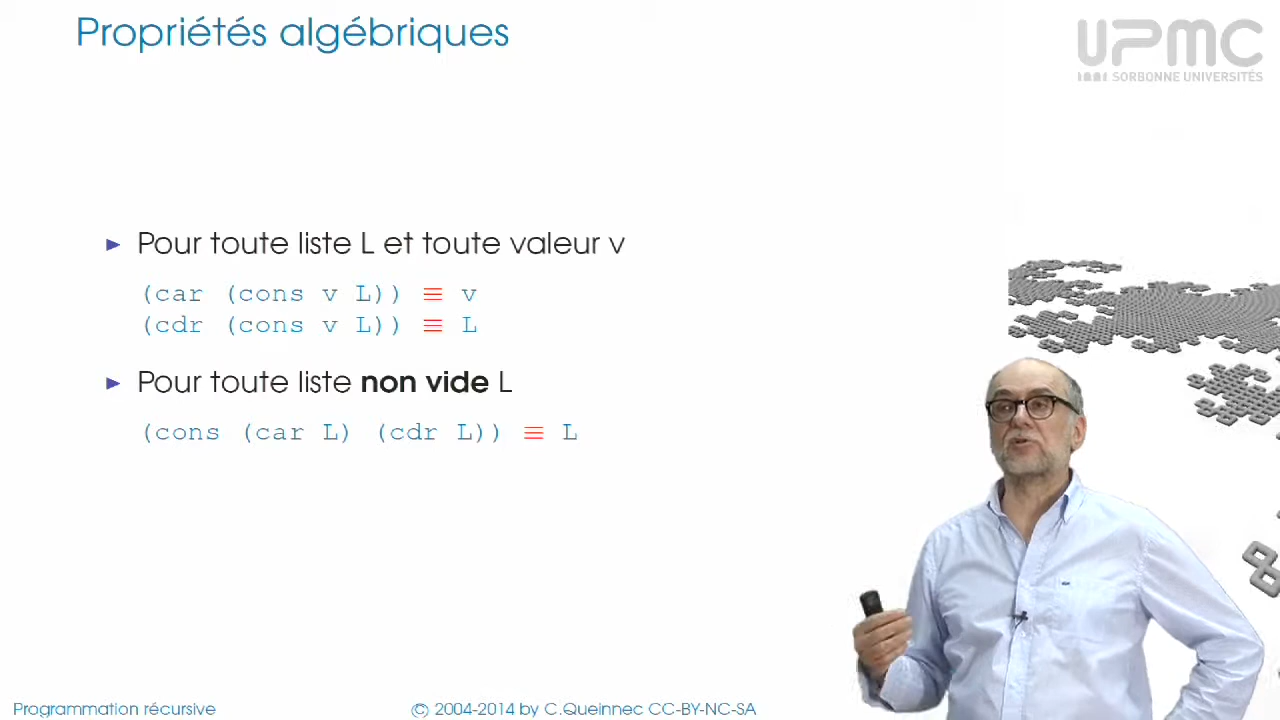 Propriétés algébriques
UPMC
SORBONNE UNIVERSITÉS
► Pour toute liste L et toute valeur v
(car (cons v L)) ≡ v
(cdr (cons v L)) ≡ L
► Pour toute liste non vide L
(cons (car L) (cdr L)) ≡ L
Programmation récursive
© 2004-2014 by C.Queinnec CC-BY-NC-SA